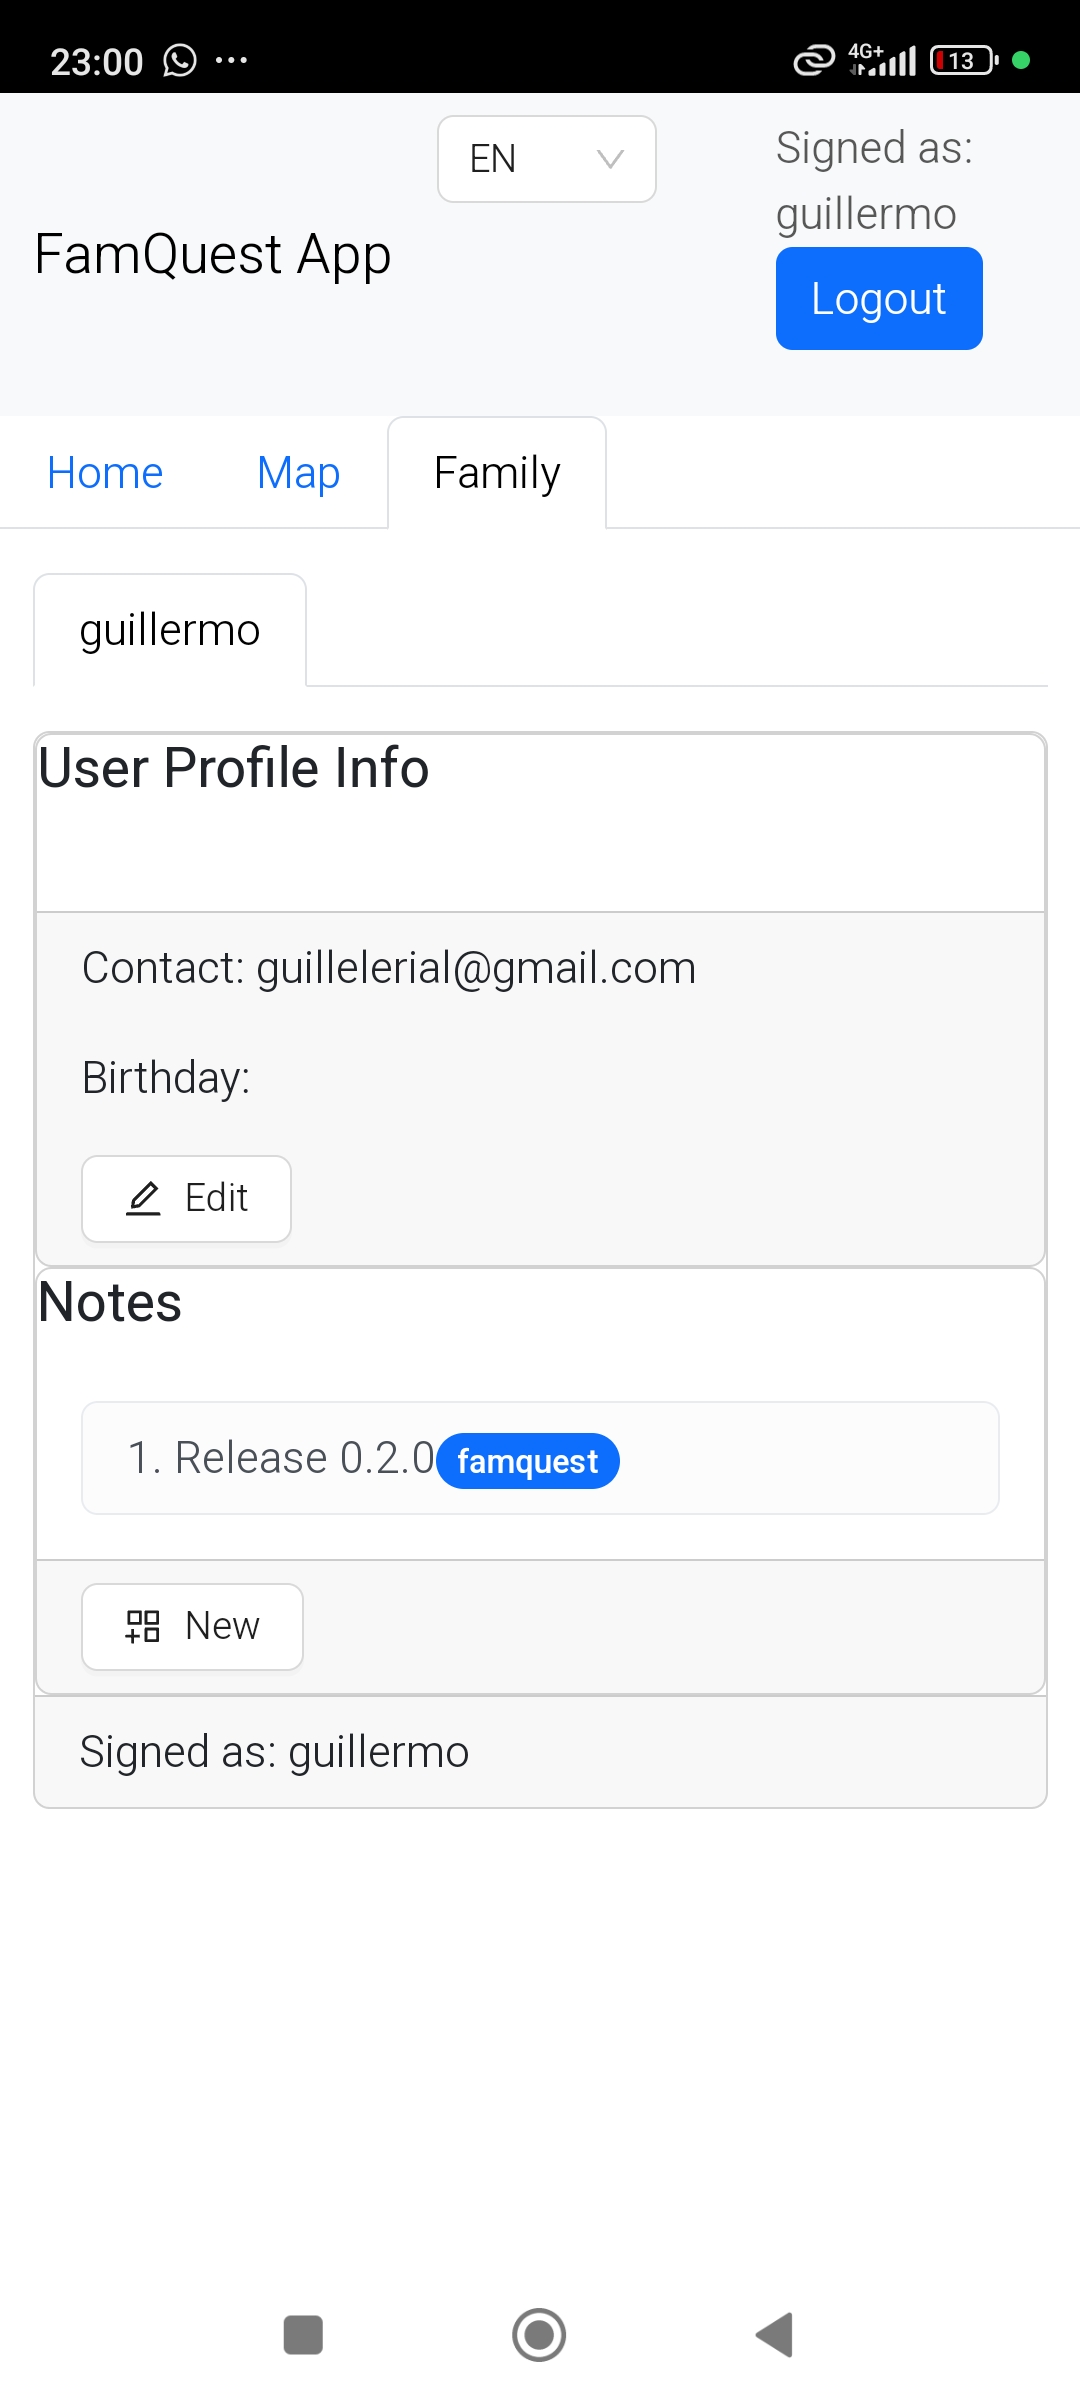 23:00
4G+
13
EN
Signed as:
guillermo
FamQuest App
Logout
Home Map Family
guillermo
User Profile Info
Contact: guillelerial@gmail.com
Birthday:
Edit
Notes
1. Release 0.2.0 famquest
New
Signed as: guillermo